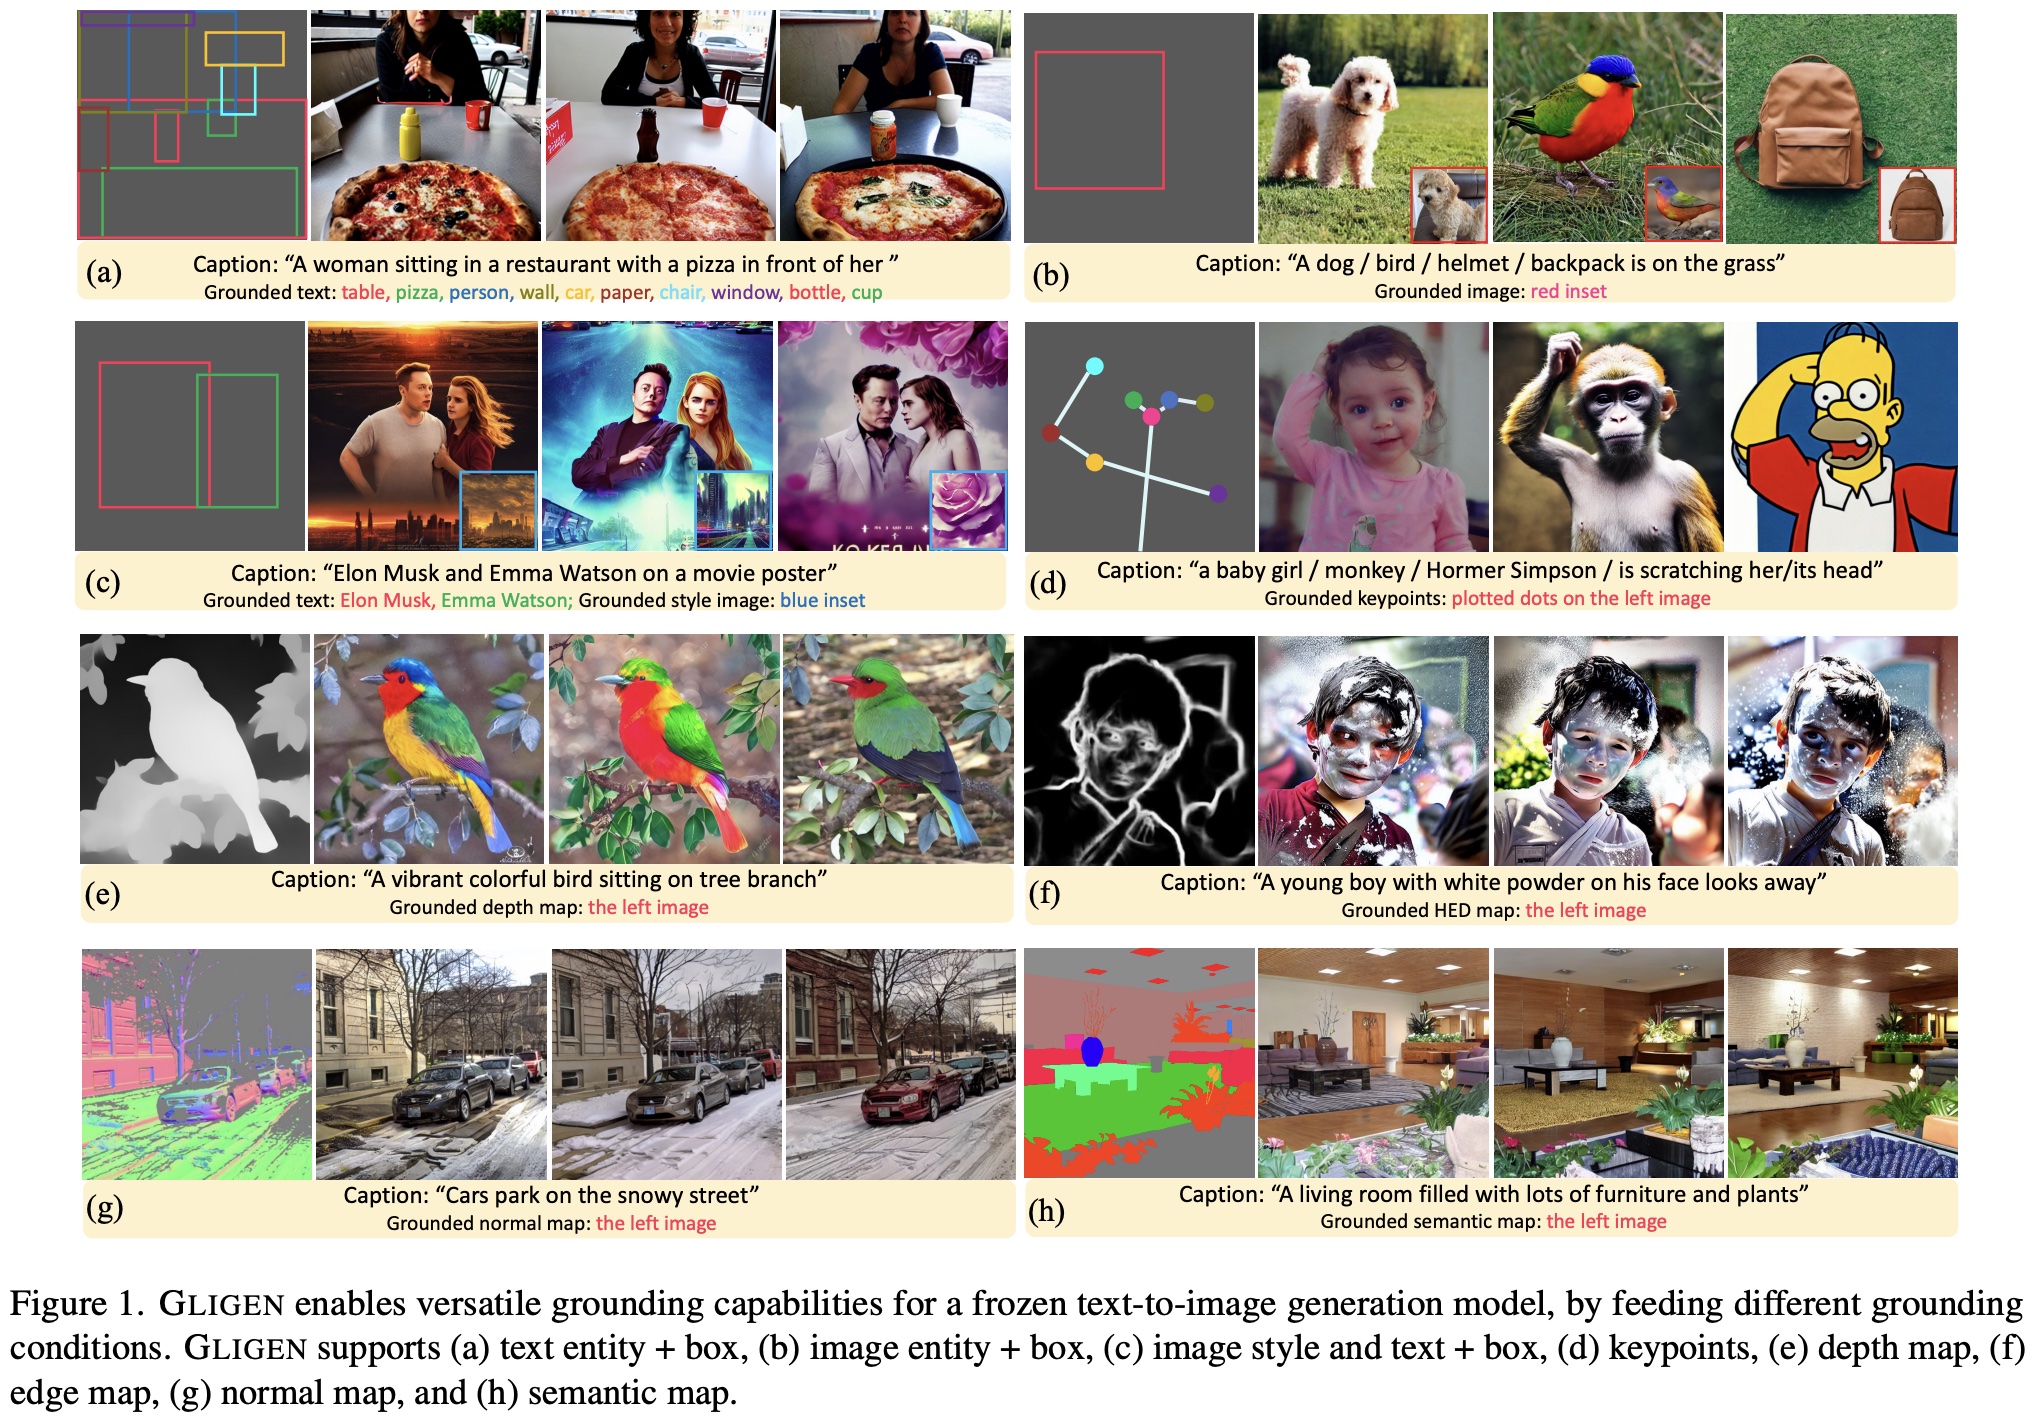 (a) Caption: “A woman sitting in a restaurant with a pizza in front of her ”
Grounded text: table, pizza, person, wall, car, paper, chair, window, bottle, cup
(b) Caption: “A dog / bird / helmet / backpack is on the grass”
Grounded image: red inset
(c) Caption: “Elon Musk and Emma Watson on a movie poster”
Grounded text: Elon Musk, Emma Watson; Grounded style image: blue inset
(d) Caption: “a baby girl / monkey / Hormer Simpson / is scratching her/its head”
Grounded keypoints: plotted dots on the left image
(e) Caption: “A vibrant colorful bird sitting on tree branch”
Grounded depth map: the left image
(f) Caption: “A young boy with white powder on his face looks away”
Grounded HED map: the left image
(g) Caption: “Cars park on the snowy street”
Grounded normal map: the left image
(h) Caption: “A living room filled with lots of furniture and plants”
Grounded semantic map: the left image
Figure 1. GLIGEN enables versatile grounding capabilities for a frozen text-to-image generation model, by feeding different grounding
conditions. GLIGEN supports (a) text entity + box, (b) image entity + box, (c) image style and text + box, (d) keypoints, (e) depth map, (f)
edge map, (g) normal map, and (h) semantic map.